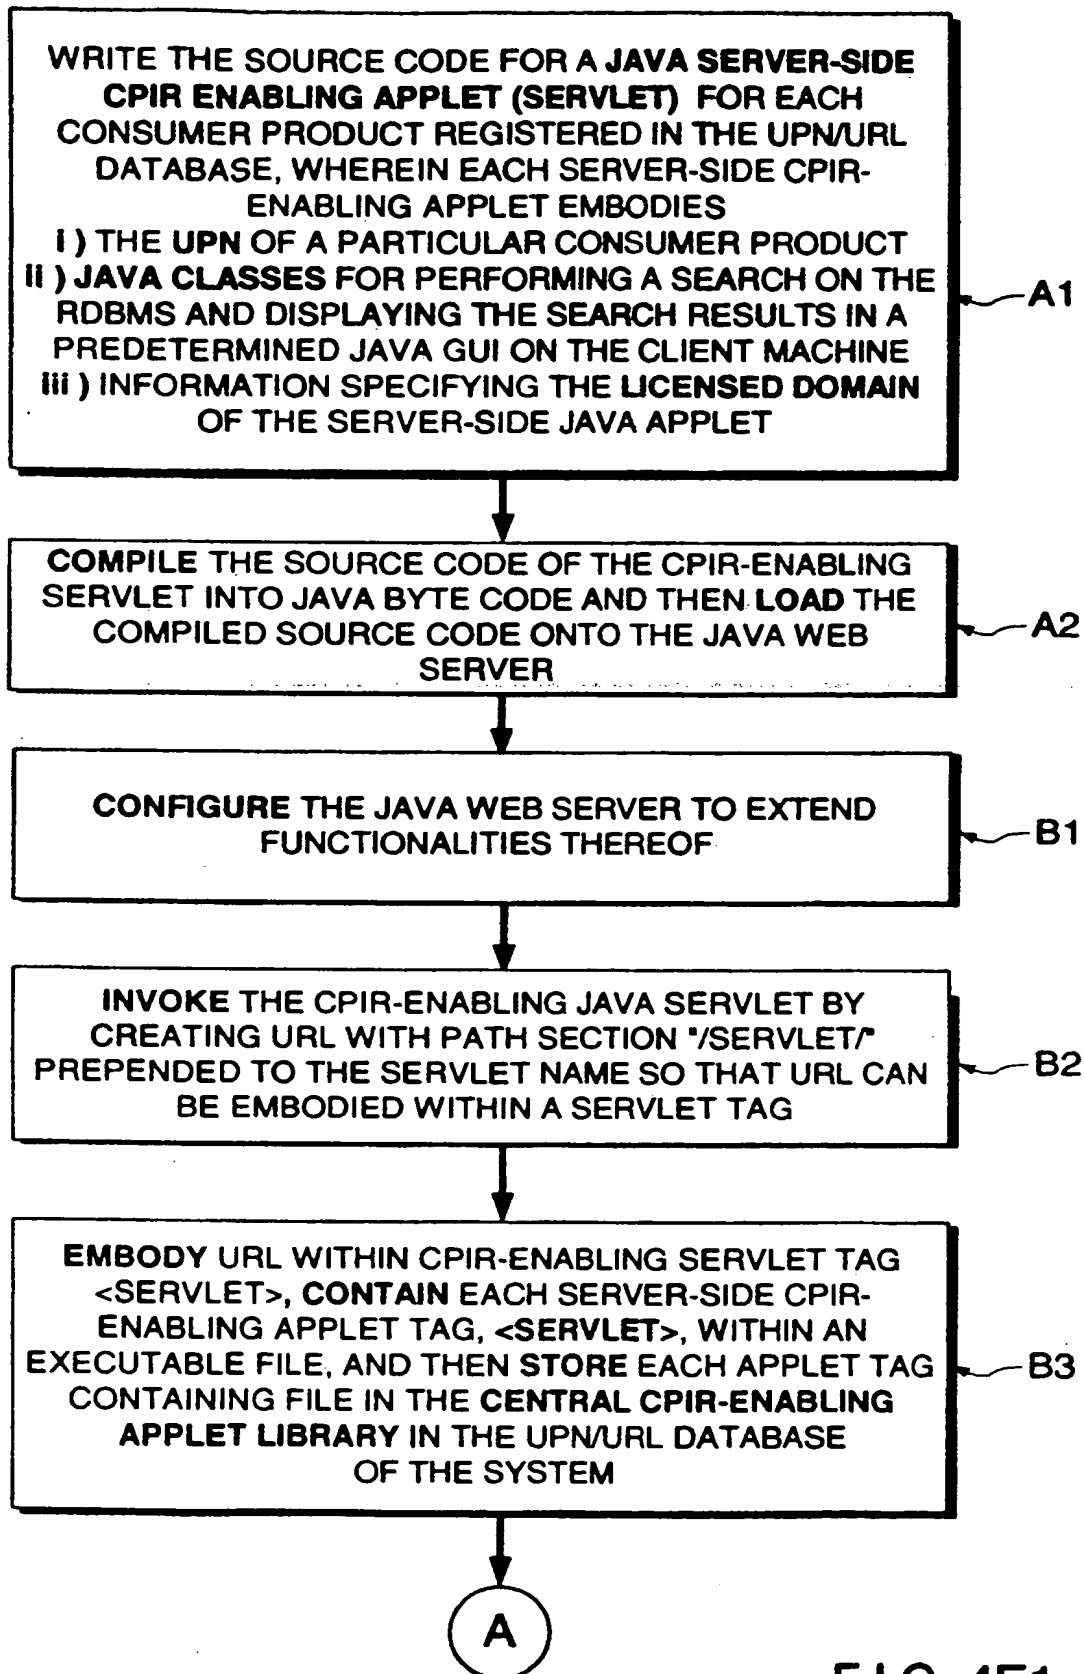 WRITE THE SOURCE CODE FOR A JAVA SERVER-SIDE
CPIR ENABLING APPLET (SERVLET) FOR EACH
CONSUMER PRODUCT REGISTERED IN THE UPN/URL
DATABASE, WHEREIN EACH SERVER-SIDE CPIR-
ENABLING APPLET EMBODIES
i ) THE UPN OF A PARTICULAR CONSUMER PRODUCT
ii ) JAVA CLASSES FOR PERFORMING A SEARCH ON THE
RDBMS AND DISPLAYING THE SEARCH RESULTS IN A
PREDETERMINED JAVA GUI ON THE CLIENT MACHINE
iii ) INFORMATION SPECIFYING THE LICENSED DOMAIN
OF THE SERVER-SIDE JAVA APPLET
A1
COMPILE THE SOURCE CODE OF THE CPIR-ENABLING
SERVLET INTO JAVA BYTE CODE AND THEN LOAD THE
COMPILED SOURCE CODE ONTO THE JAVA WEB
SERVER
A2
CONFIGURE THE JAVA WEB SERVER TO EXTEND
FUNCTIONALITIES THEREOF
B1
INVOKE THE CPIR-ENABLING JAVA SERVLET BY
CREATING URL WITH PATH SECTION "/SERVLET/"
PREPENDED TO THE SERVLET NAME SO THAT URL CAN
BE EMBODIED WITHIN A SERVLET TAG
B2
EMBODY URL WITHIN CPIR-ENABLING SERVLET TAG
<SERVLET>, CONTAIN EACH SERVER-SIDE CPIR-
ENABLING APPLET TAG, <SERVLET>, WITHIN AN
EXECUTABLE FILE, AND THEN STORE EACH APPLET TAG
CONTAINING FILE IN THE CENTRAL CPIR-ENABLING
APPLET LIBRARY IN THE UPN/URL DATABASE
OF THE SYSTEM
B3
A
FIG. 4E1